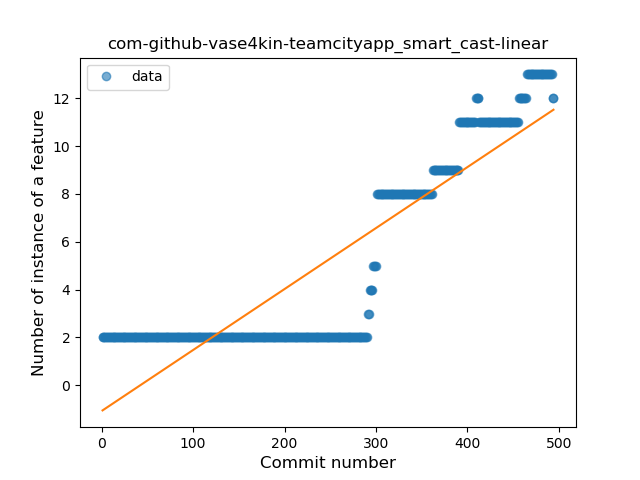 com-github-vase4kin-teamcityapp_smart_cast-linear
data
Number of instance of a feature
12
10
8
6
4
2
0
0 100 200 300 400 500
Commit number